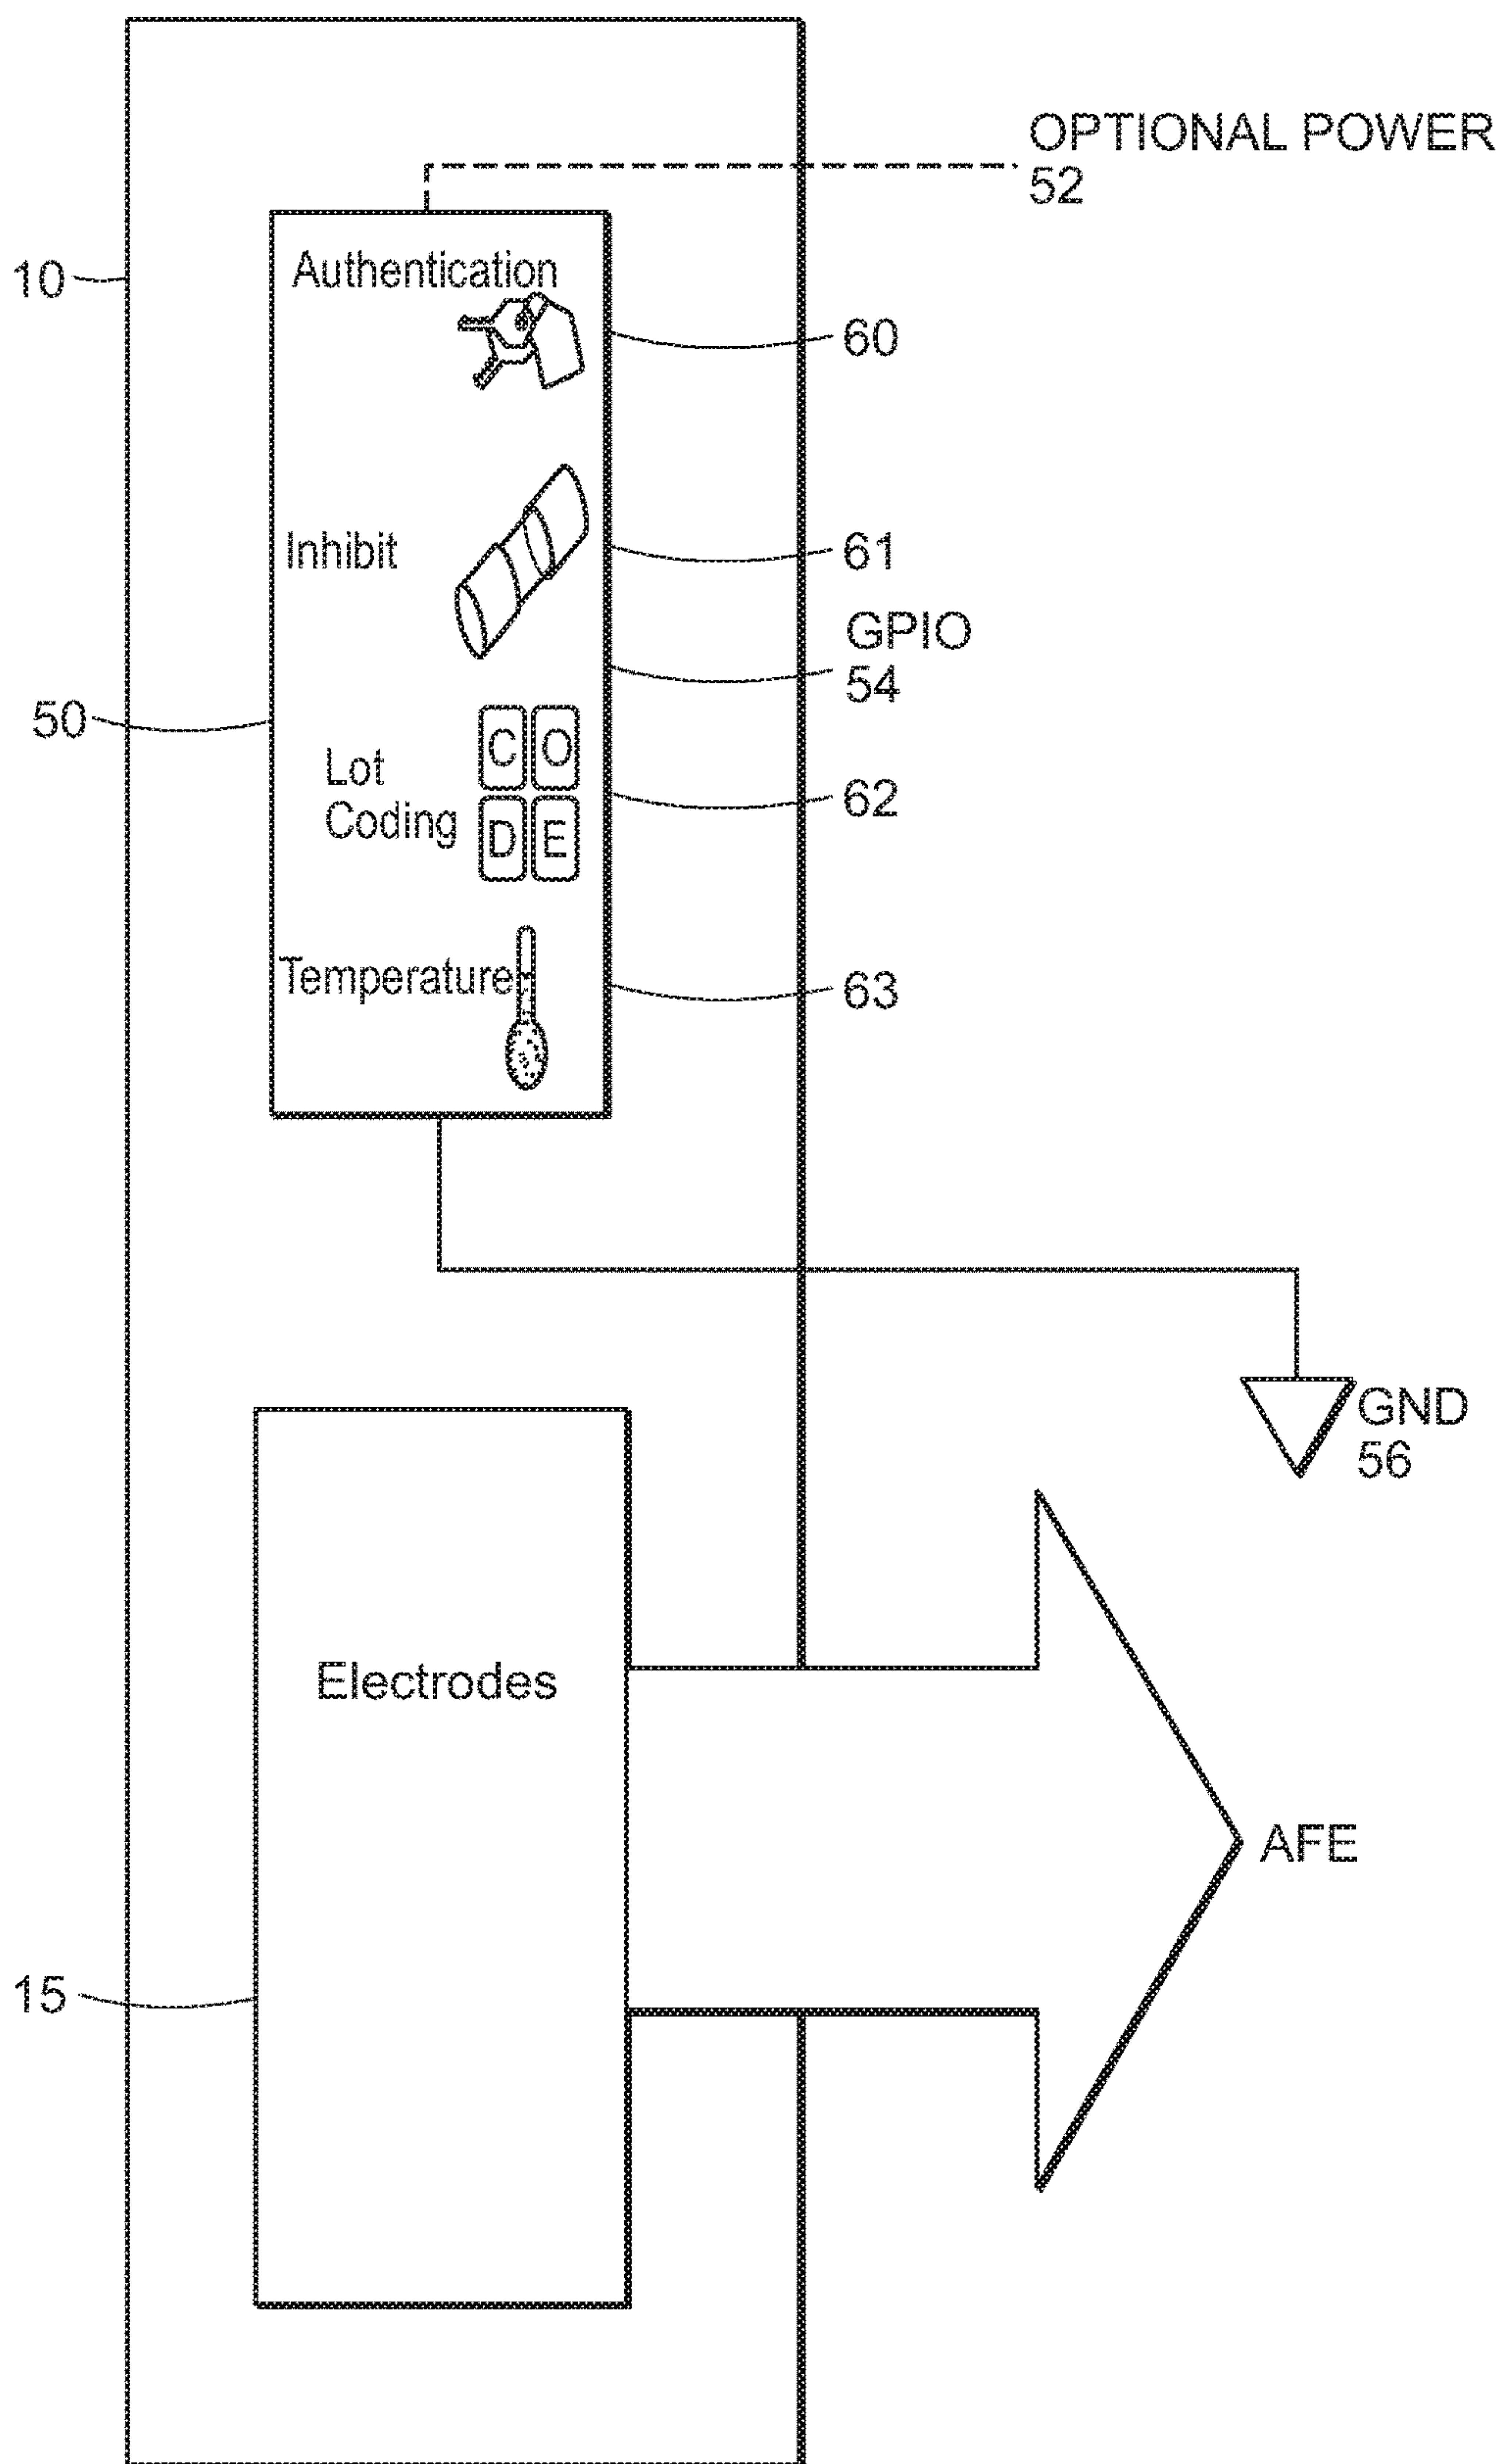 OPTIONAL POWER
52
10
Authentication
60
Inhibit
61
GPIO
54
50
Lot
Coding
C O
D E
62
Temperature
63
GND
56
Electrodes
AFE
15